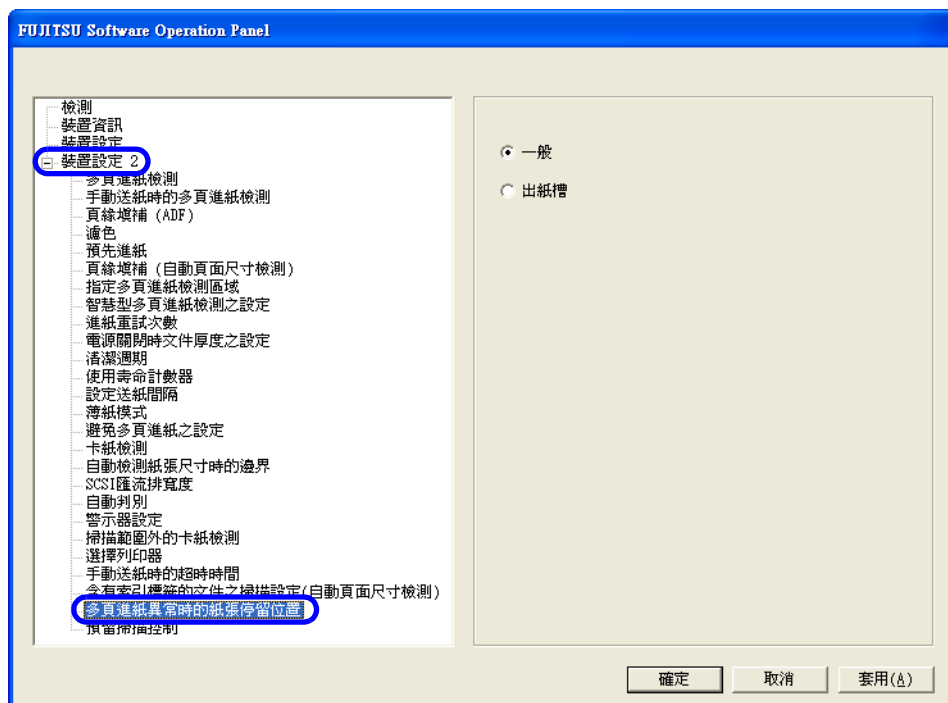 FUJITSU Software Operation Panel
檢測
裝置資訊
裝置設定
裝置設定 2
多頁進紙檢測
手動送紙時的多頁進紙檢測
頁緣塡補 (ADF)
濾色
預先進紙
頁緣塡補 (自動頁面尺寸檢測)
指定多頁進紙檢測區域
智慧型多頁進紙檢測之設定
進紙重試次數
電源關閉時文件厚度之設定
清潔週期
使用壽命計數器
設定送紙間隔
薄紙模式
避免多頁進紙之設定
卡紙檢測
自動檢測紙張尺寸時的邊界
SCSI匯流排寬度
自動判別
警示器設定
掃描範圍外的卡紙檢測
選擇列印器
手動送紙時的超時時間
含有索引標籤的文件之掃描設定(自動頁面尺寸檢測)
多頁進紙異常時的紙張停留位置
預留掃描控制
一般
出紙槽
確定
取消
套用(A)